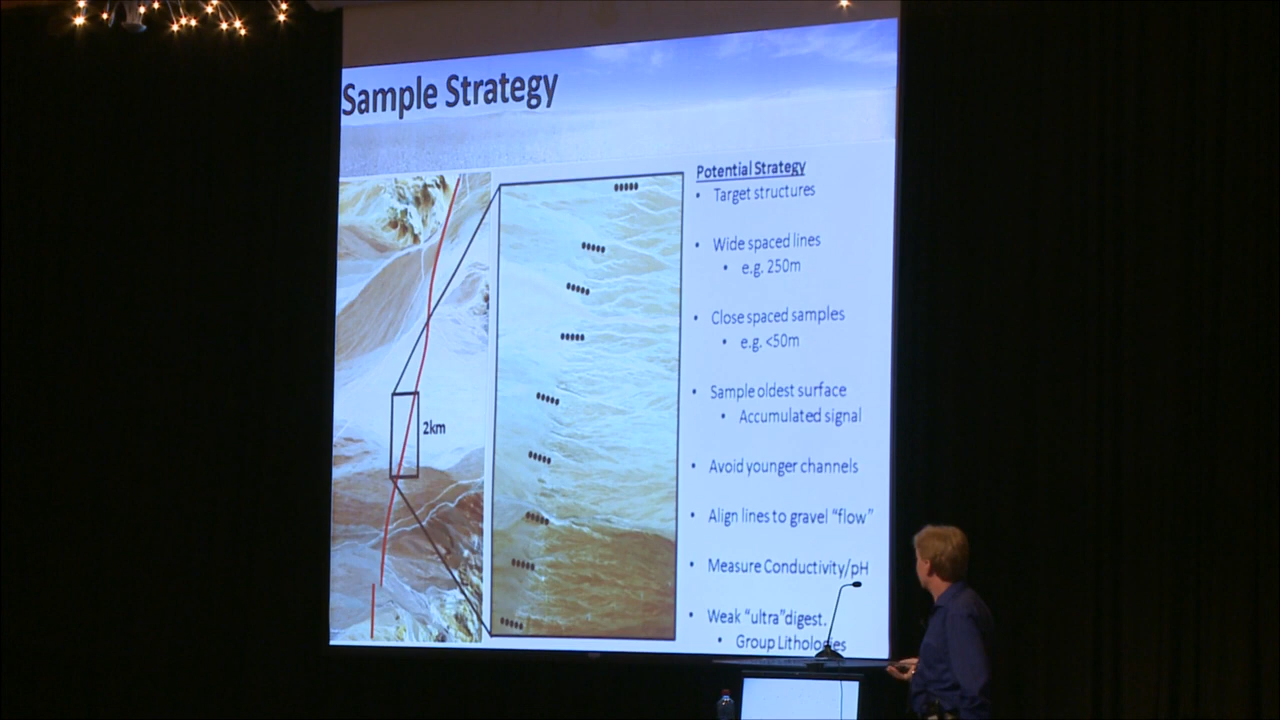 Sample Strategy
Potential Strategy
• Target structures
• Wide spaced lines
• e.g. 250m
• Close spaced samples
• e.g. <50m
• Sample oldest surface
• Accumulated signal
• Avoid younger channels
• Align lines to gravel "flow"
• Measure Conductivity/pH
• Weak "ultra"digest.
• Group Lithologies
2km